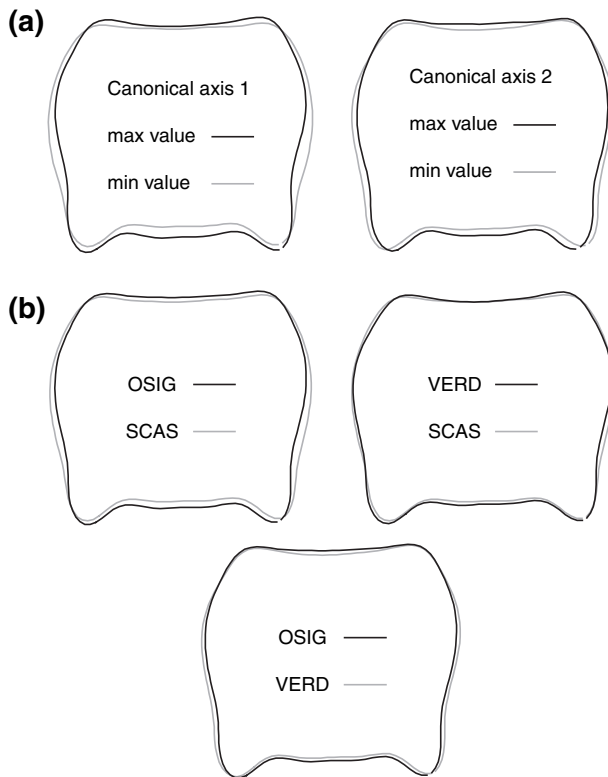 (a)
Canonical axis 1
max value
min value
Canonical axis 2
max value
min value
(b)
OSIG
SCAS
VERD
SCAS
OSIG
VERD